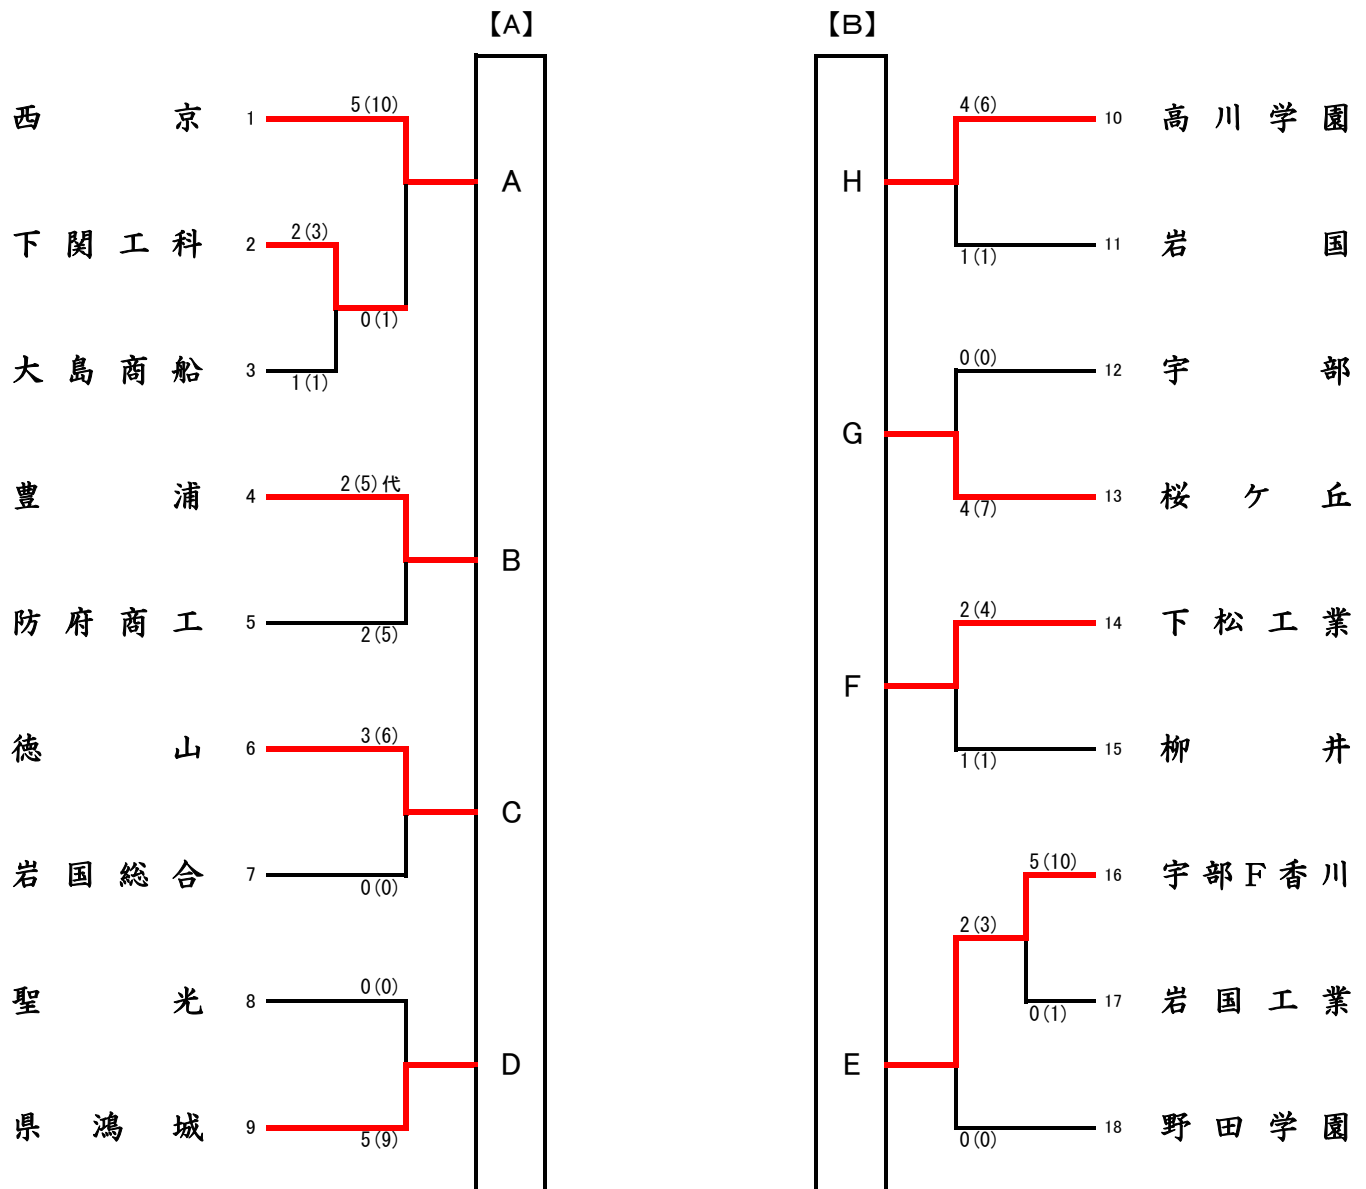 【A】 【B】
西京 1 5(10) 4(6) 10 高川学園
A H
下関工科 2 2(3) 1(1) 11 岩国
0(1)
大島商船 3 1(1) 0(0) 12 宇部
G
豊浦 4 2(5)代 4(7) 13 桜ケ丘
B
防府商工 5 2(5) 2(4) 14 下松工業
F
徳山 6 3(6) 1(1) 15 柳井
C
岩国総合 7 0(0) 5(10) 16 宇部F香川
2(3)
聖光 8 0(0) 0(1) 17 岩国工業
D E
県鴻城 9 5(9) 0(0) 18 野田学園